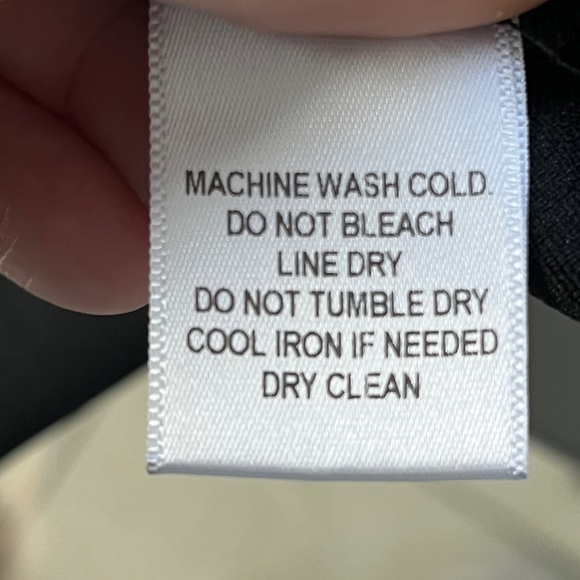 MACHINE WASH COLD.
DO NOT BLEACH
LINE DRY
DO NOT TUMBLE DRY
COOL IRON IF NEEDED
DRY CLEAN